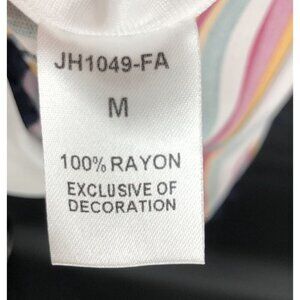 JH1049-FA
M
100% RAYON
EXCLUSIVE OF
DECORATION